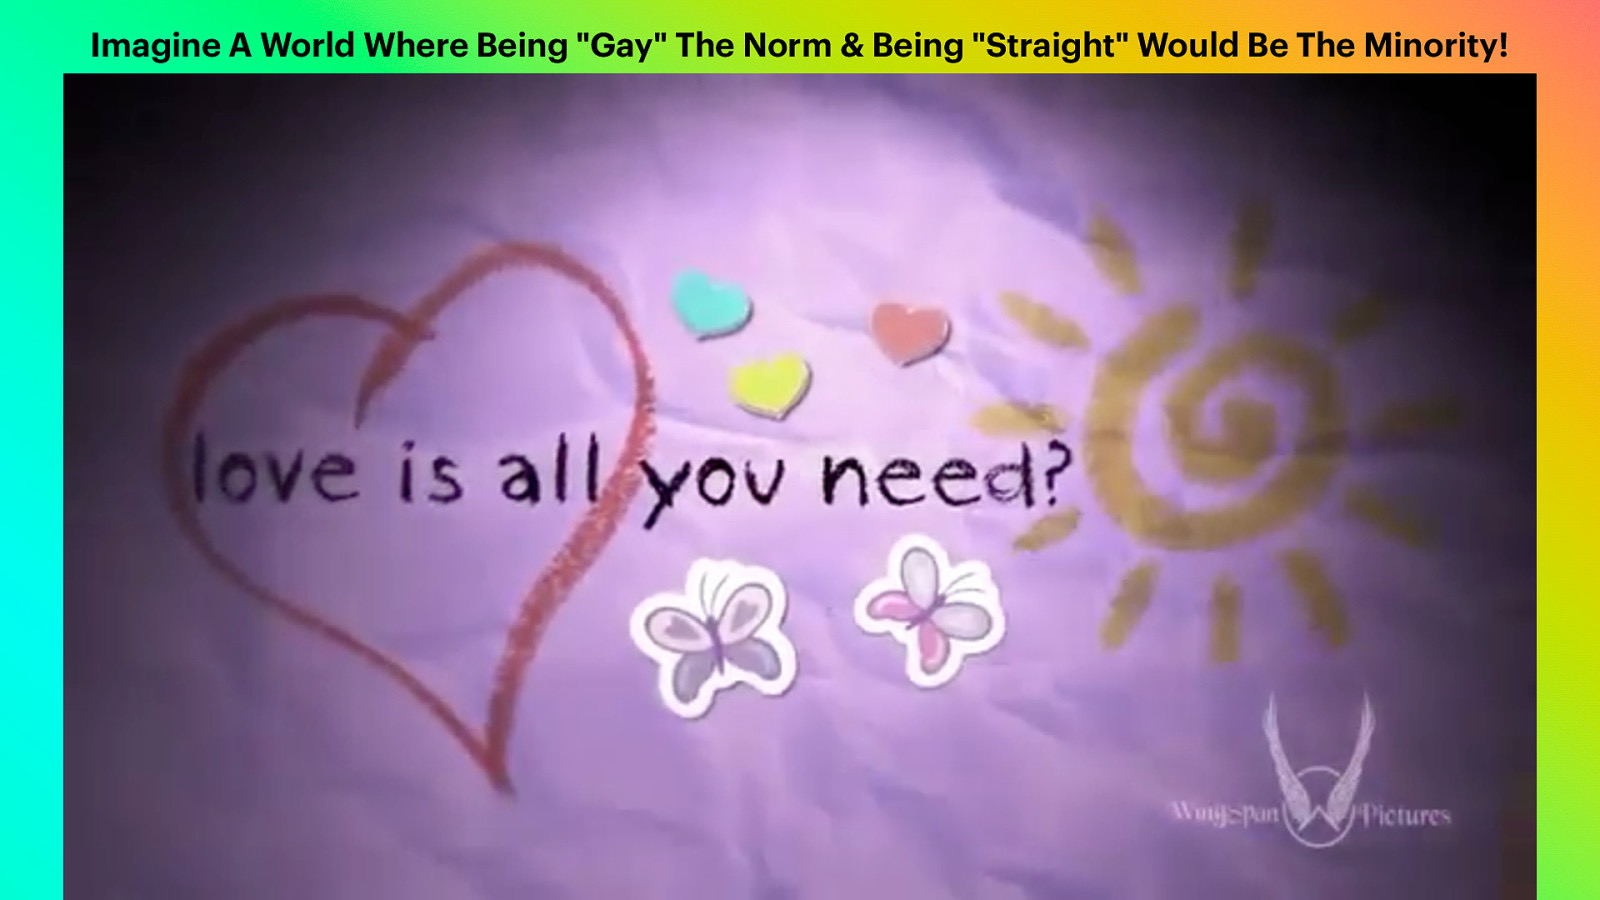 Imagine A World Where Being "Gay" The Norm & Being "Straight" Would Be The Minority!
love is all you need?
WingSpan Pictures